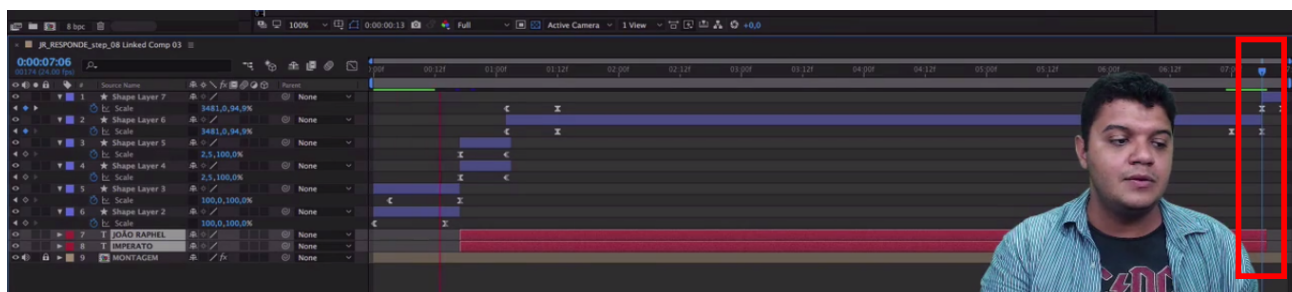 8 bpc 100% 0:00:00:13 Full Active Camera 1 View +0,0
JR_RESPONDE_step_08 Linked Comp 03
0:00:07:06
00174 (24.00 fps)
00f 00:12f 01:00f 01:12f 02:00f 02:12f 03:00f 03:12f 04:00f 04:12f 05:00f 05:12f 06:00f 06:12f 07:0
# Source Name Parent
1 Shape Layer 7 None
Scale 3481,0,94,9%
2 Shape Layer 6 None
Scale 3481,0,94,9%
3 Shape Layer 5 None
Scale 2,5,100,0%
4 Shape Layer 4 None
Scale 2,5,100,0%
5 Shape Layer 3 None
Scale 100,0,100,0%
6 Shape Layer 2 None
Scale 100,0,100,0%
7 T JOÃO RAPHEL None
8 T IMPERATO None
9 MONTAGEM None